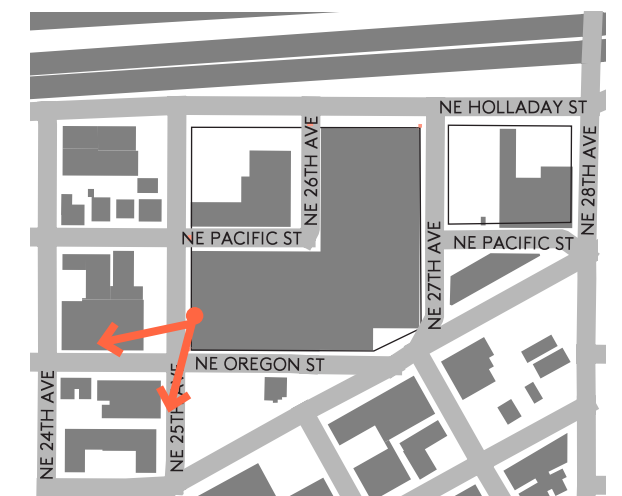 NE HOLLADAY ST
NE 26TH AVE
NE 28TH AVE
NE PACIFIC ST
NE PACIFIC ST
NE 27TH AVE
NE OREGON ST
NE 24TH AVE
NE 25TH AVE